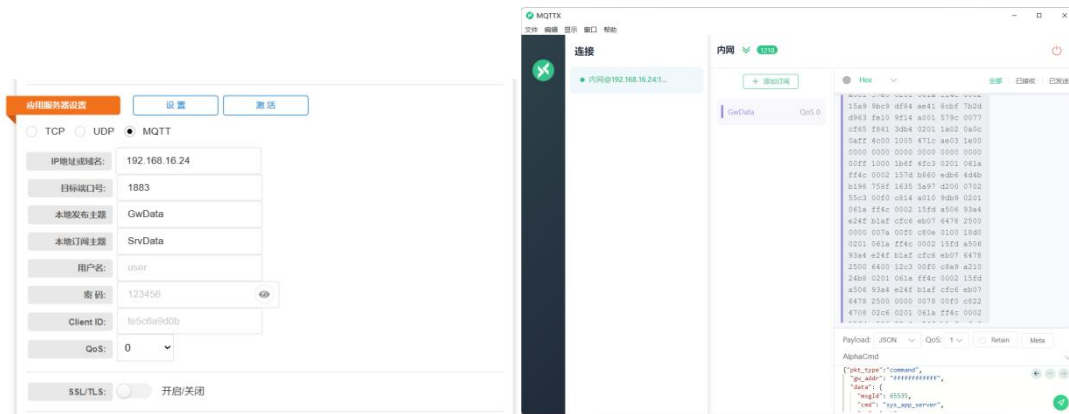 应用服务器设置
设 置
激 活
TCP
UDP
MQTT
IP地址或域名:
192.168.16.24
目标端口号:
1883
本地发布主题
GwData
本地订阅主题
SrvData
用户名:
user
密 码:
123456
Client ID:
fe5c6a9d0b
QoS:
0
SSL/TLS:
开启/关闭
MQTTX
文件 编辑 显示 窗口 帮助
连接
内网@192.168.16.24:1...
内网
1218
+ 添加订阅
GwData
QoS 0
Hex
全部 已接收 已发送
15a9 9bc9 df84 ae41 8cbf 7b2d
d963 fe10 9f14 a001 579c 0077
cf65 f861 3db4 0201 1a02 0a0c
0aff 4c00 1005 471c ae03 1e00
0000 0000 0000 0000 0000 0000
00ff 1000 1b6f 4fc3 0201 061a
ff4c 0002 157d b860 edb6 4d4b
b196 758f 1635 5a97 d200 0702
55c3 00f0 c814 a010 9db9 0201
061a ff4c 0002 15fd a506 93a4
e24f b1af cfc6 eb07 6478 2500
0000 007a 00f0 c80e 0100 18d0
0201 061a ff4c 0002 15fd a506
93a4 e24f b1af cfc6 eb07 6478
2500 6400 12c3 00f0 c8a9 a210
24b8 0201 061a ff4c 0002 15fd
a506 93a4 e24f b1af cfc6 eb07
6478 2500 0000 0078 00f0 c822
4708 02c6 0201 061a ff4c 0002
Payload: JSON
QoS: 1
Retain
Meta
AlphaCmd
{"pkt_type":"command",
"gw_addr": "ffffffffffff",
"data": {
"msgId": 65535,
"cmd": "sys_app_server",